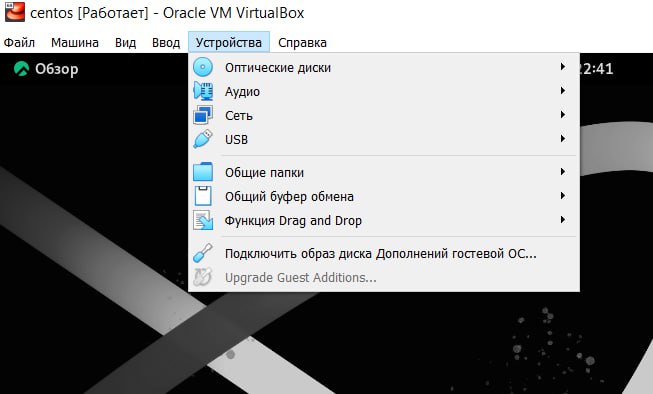 centos [Работает] - Oracle VM VirtualBox
Файл Машина Вид Ввод Устройства Справка
Обзор
22:41
Оптические диски
Аудио
Сеть
USB
Общие папки
Общий буфер обмена
Функция Drag and Drop
Подключить образ диска Дополнений гостевой ОС...
Upgrade Guest Additions...